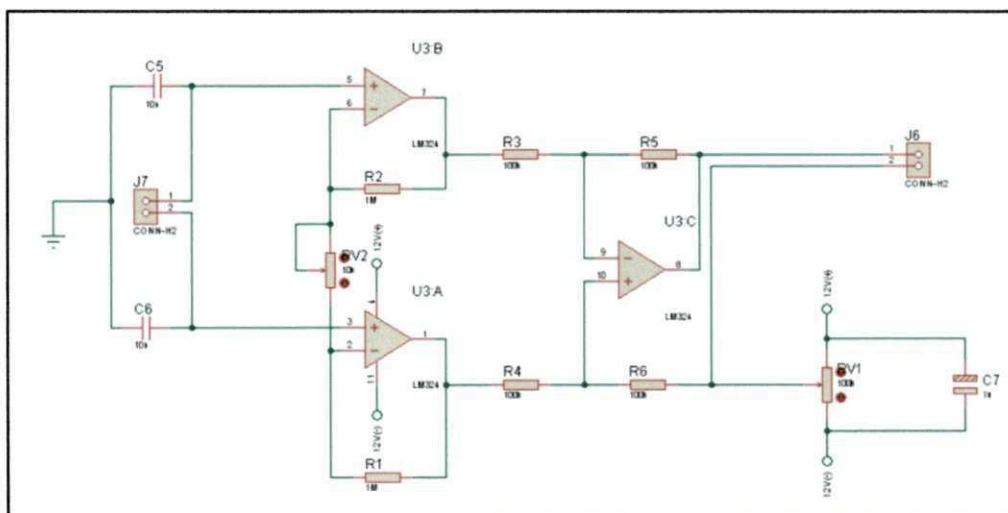 U3:B
C5
10n
5
6
7
LM324
J7
1
2
CONN-H2
R2
1M
R3
100k
R5
100k
J6
1
2
CONN-H2
U3:C
9
10
8
LM324
RV2
10k
12V(+)
4
U3:A
C6
10n
3
2
1
11
LM324
12V(-)
R4
100k
R6
100k
12V(+)
RV1
100k
C7
1u
12V(-)
R1
1M